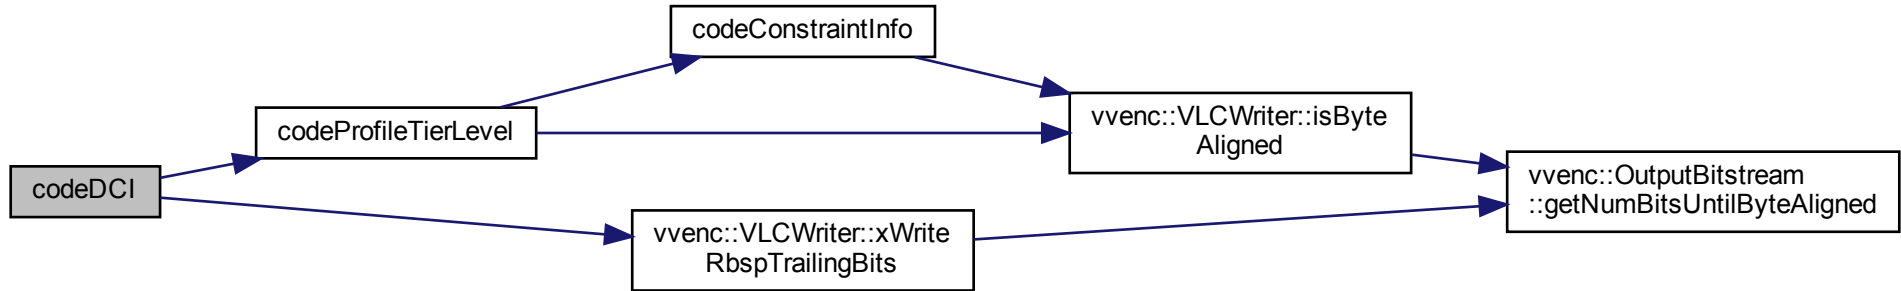 codeConstraintInfo
codeProfileTierLevel
vvenc::VLCWriter::isByte
Aligned
codeDCI
vvenc::OutputBitstream
::getNumBitsUntilByteAligned
vvenc::VLCWriter::xWrite
RbspTrailingBits